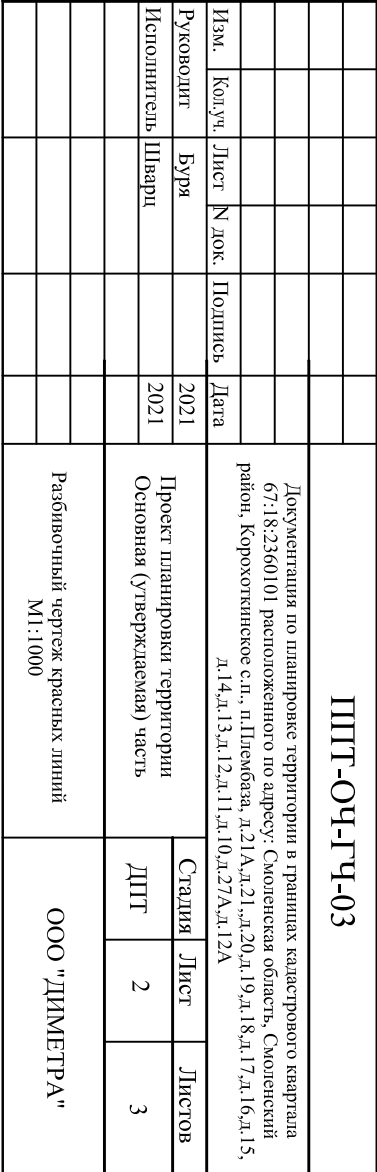 ППТ-ОЧ-ГЧ-03
Документация по планировке территории в границах кадастрового квартала
67:18:2360101 расположенного по адресу: Смоленская область, Смоленский
район, Корохоткинское с.п., п.Плембаза, д.21А,д.21,,д.20,д.19,д.18,д.17,д.16,д.15,
д.14,д.13,д.12,д.11,д.10,д.27А,д.12А
Изм. Кол.уч. Лист N док. Подпись Дата
Руководит Буря 2021
Исполнитель Шварц 2021
Проект планировки территории
Основная (утверждаемая) часть
Стадия Лист Листов
ДПТ 2 3
Разбивочный чертеж красных линий
М1:1000
ООО "ДИМЕТРА"